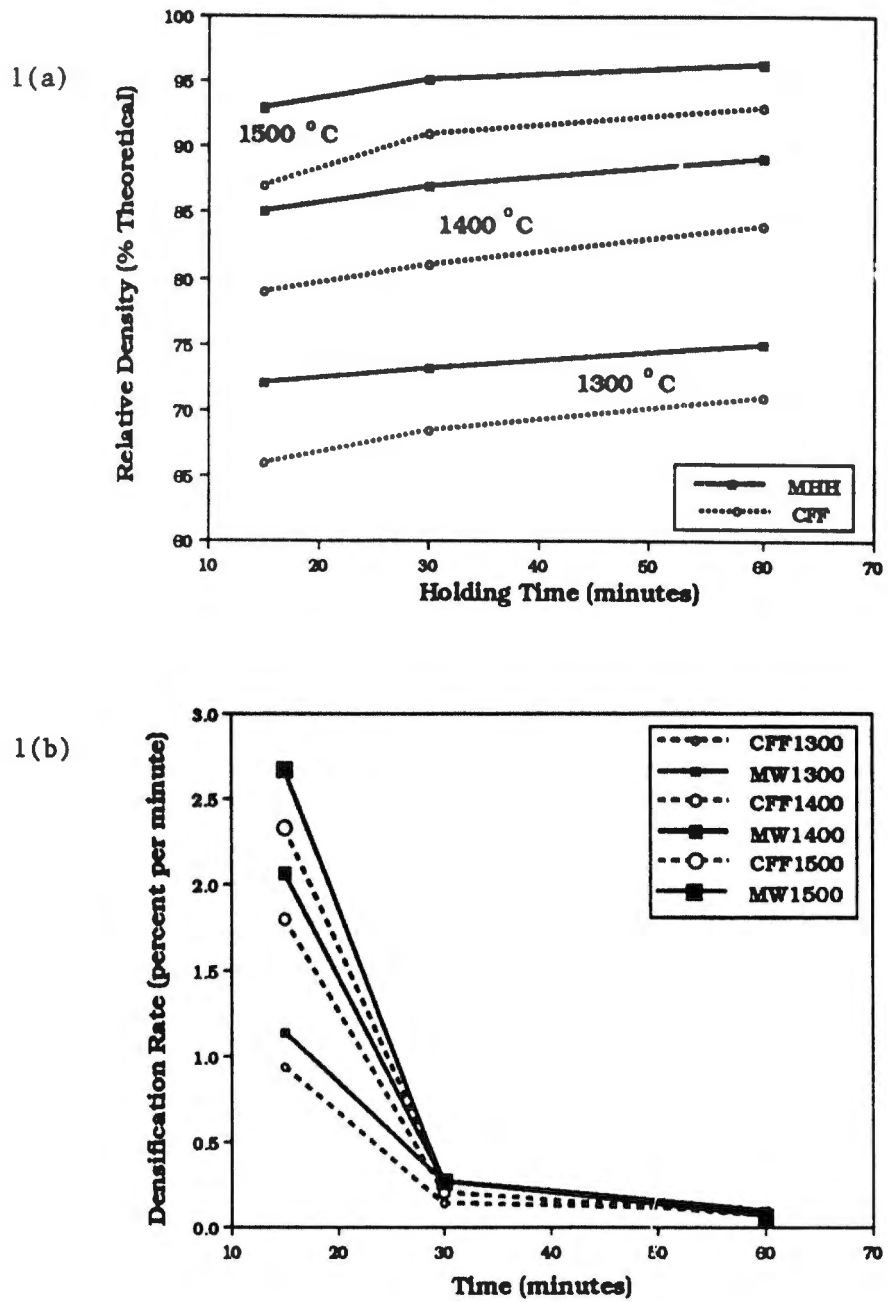 1(a)
Relative Density (% Theoretical)
100
95
90
85
80
75
70
65
60
1500 °C
1400 °C
1300 °C
MHH
CFF
10
20
30
40
50
60
70
Holding Time (minutes)
1(b)
Densification Rate (percent per minute)
3.0
2.5
2.0
1.5
1.0
0.5
0.0
CFF1300
MW1300
CFF1400
MW1400
CFF1500
MW1500
10
20
30
40
50
60
70
Time (minutes)